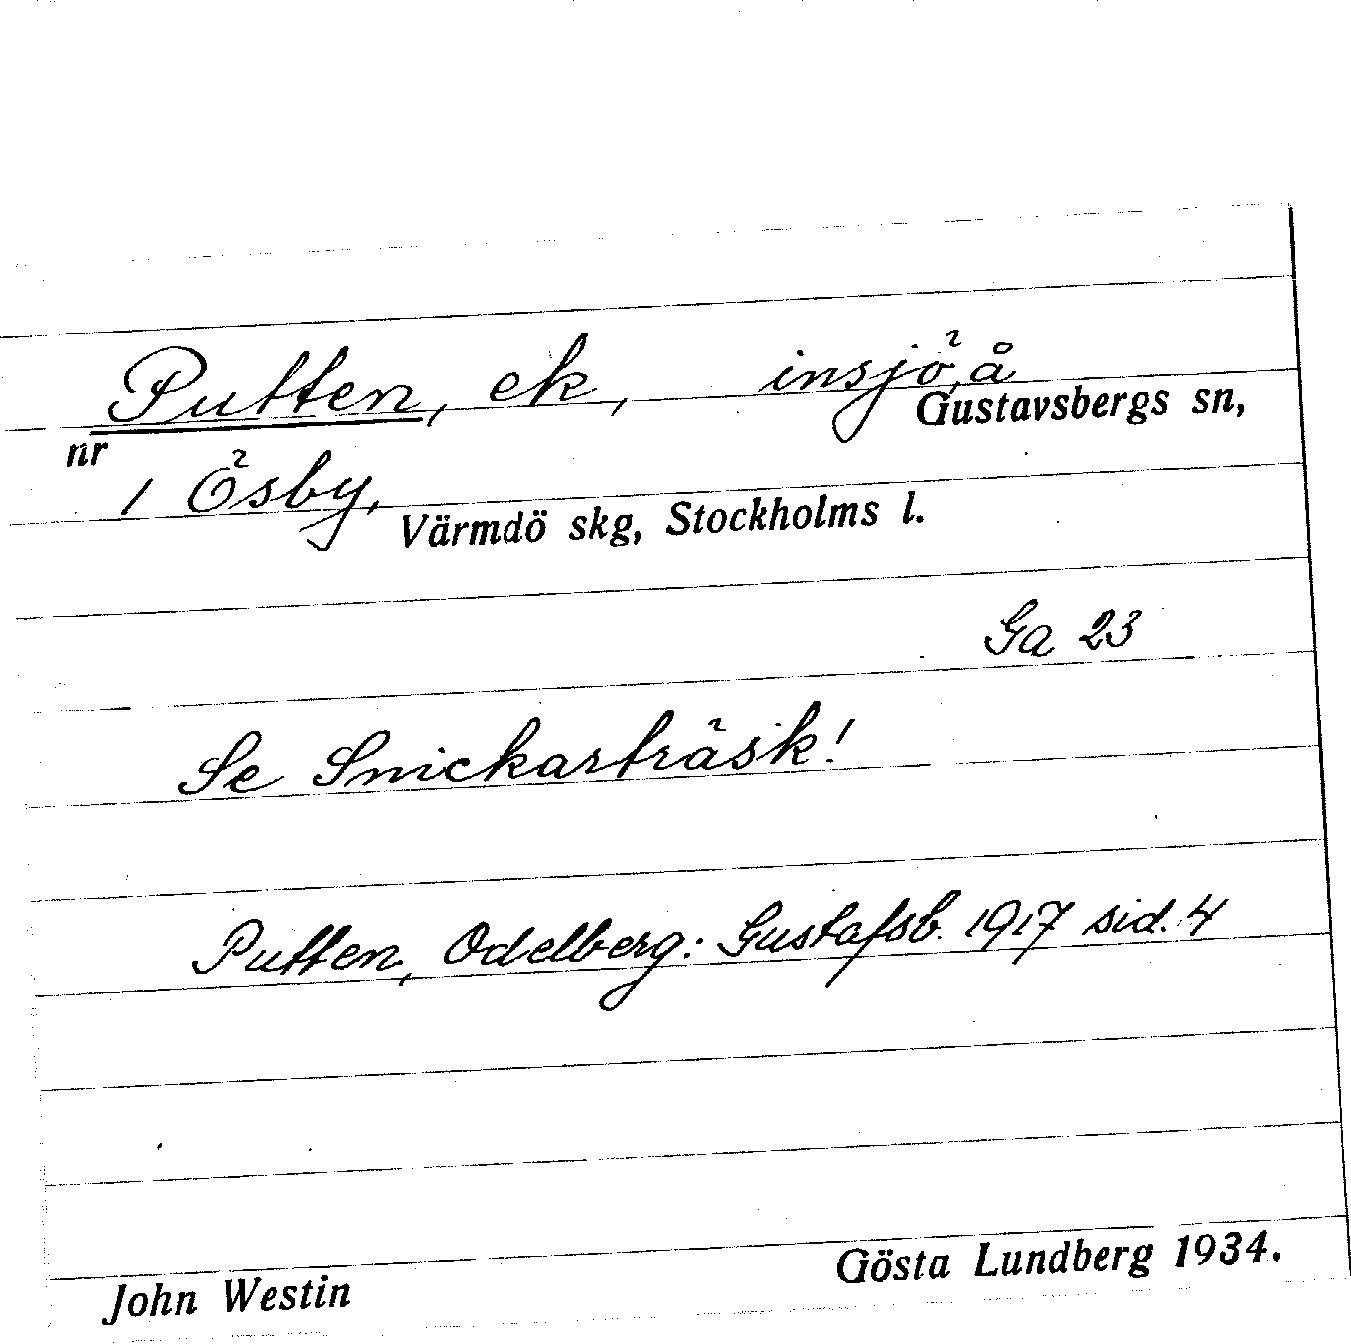 Putten, ek, insjö, å
Gustavsbergs sn,
nr
1 Ösby,
Värmdö skg, Stockholms l.
Ga 23
Se Snickarträsk!
Putten, Odelberg: Gustafsb. 1917 sid. 4
John Westin
Gösta Lundberg 1934.